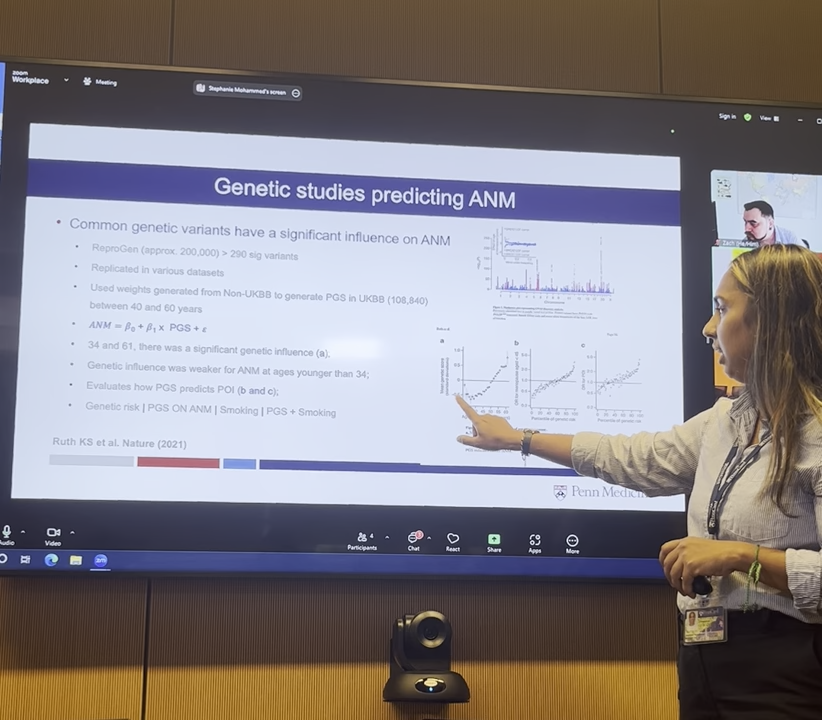 zoom
Workplace
Meeting
Stephanie Mohammed's screen
Sign in
View
Genetic studies predicting ANM
• Common genetic variants have a significant influence on ANM
• ReproGen (approx. 200,000) > 290 sig variants
• Replicated in various datasets
• Used weights generated from Non-UKBB to generate PGS in UKBB (108,840)
between 40 and 60 years
• ANM = β₀ + β₁ x PGS + ε
• 34 and 61, there was a significant genetic influence (a).
• Genetic influence was weaker for ANM at ages younger than 34;
• Evaluates how PGS predicts POI (b and c);
• Genetic risk | PGS ON ANM | Smoking | PGS + Smoking
a
b
c
Ruth KS et al. Nature (2021)
Penn Medicin
Zach (He/Him)
Audio
Video
Participants
4
Chat
React
Share
Apps
More